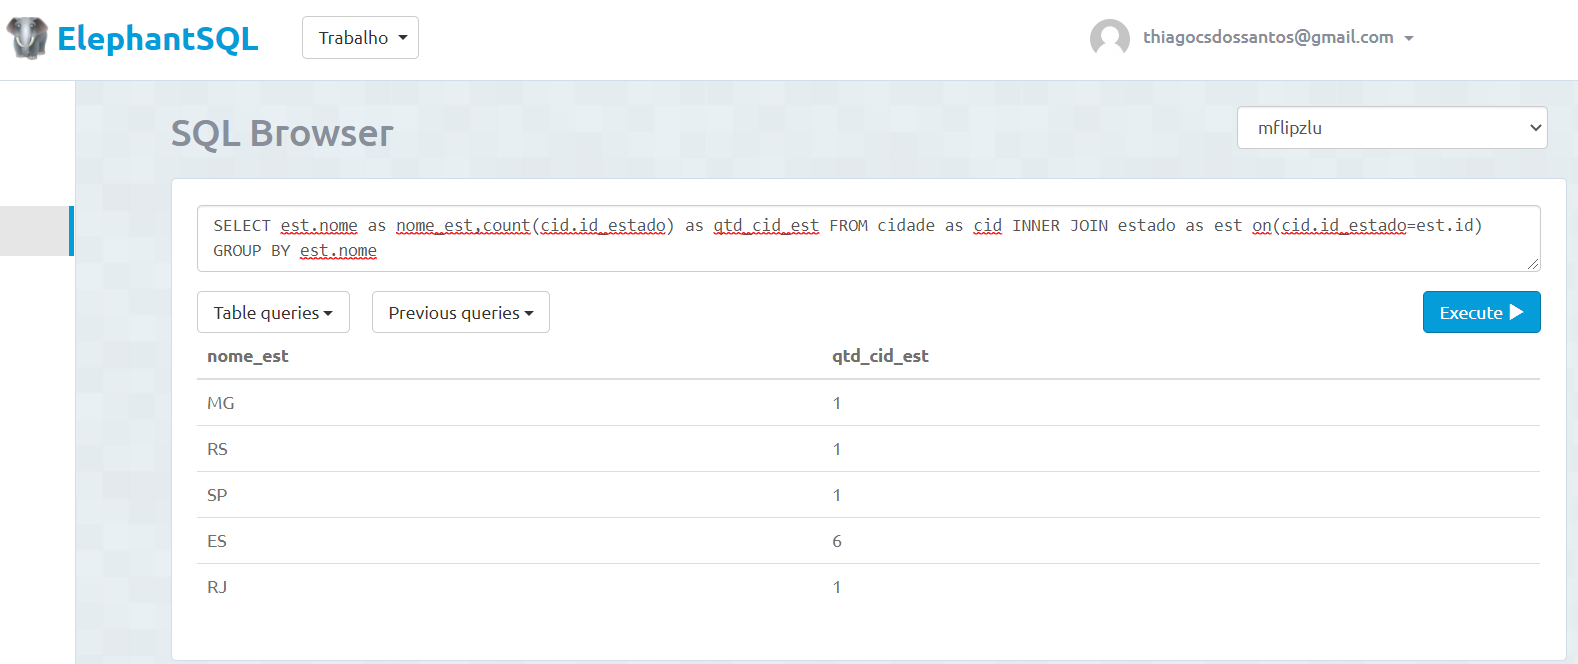 ElephantSQL
Trabalho
thiagocsdossantos@gmail.com
SQL Browser
mflipzlu
SELECT est.nome as nome_est,count(cid.id_estado) as qtd_cid_est FROM cidade as cid INNER JOIN estado as est on(cid.id_estado=est.id)
GROUP BY est.nome
Table queries
Previous queries
Execute
nome_est qtd_cid_est
MG 1
RS 1
SP 1
ES 6
RJ 1